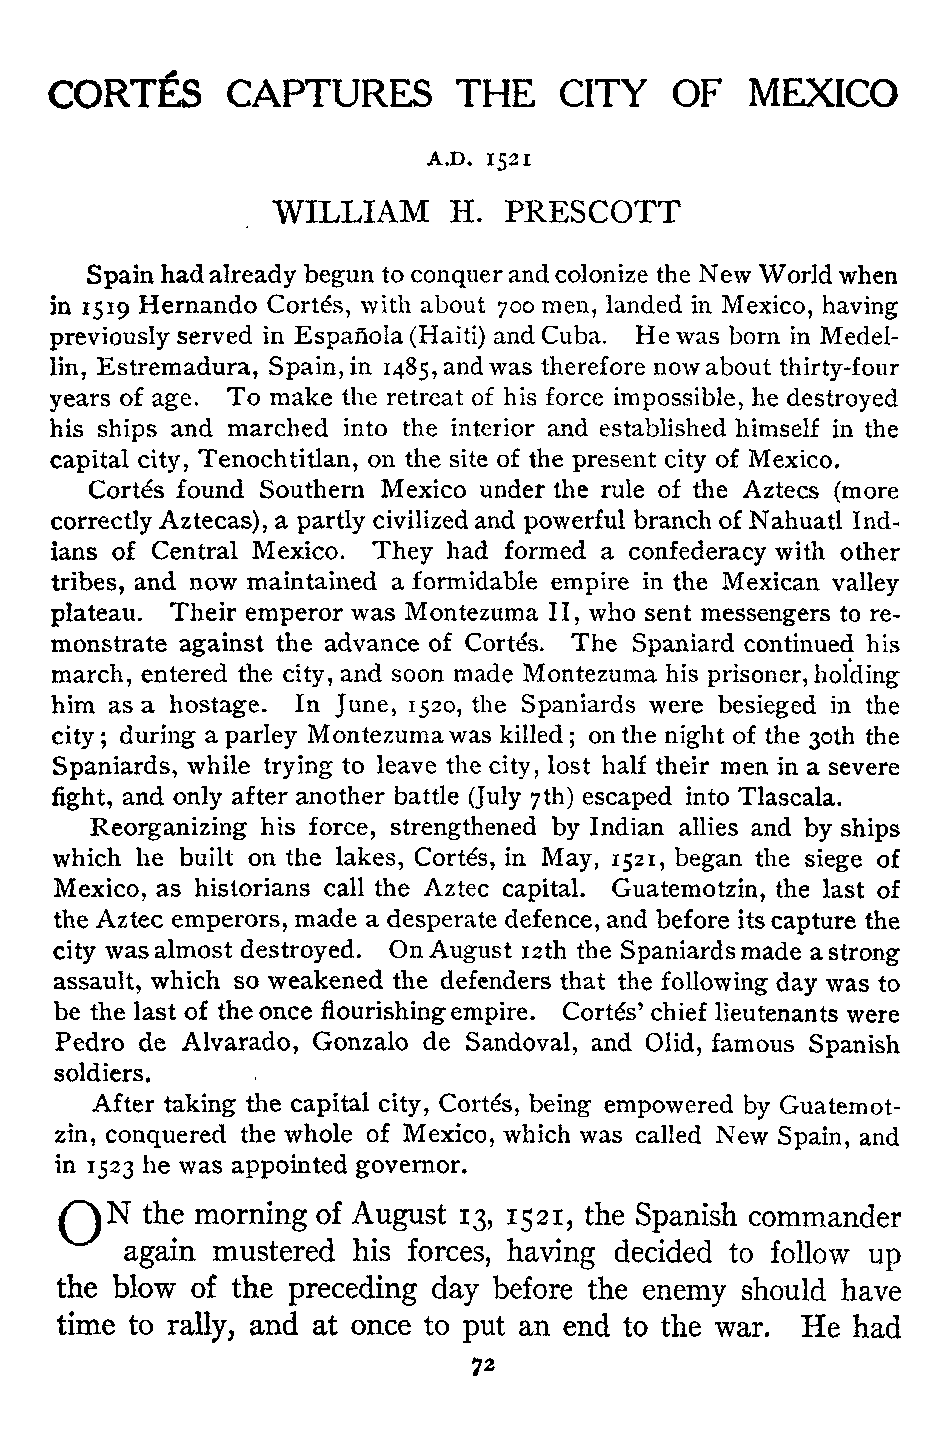 CORTÉS CAPTURES THE CITY OF MEXICO
A.D. 1521
WILLIAM H. PRESCOTT
Spain had already begun to conquer and colonize the New World when
in 1519 Hernando Cortés, with about 700 men, landed in Mexico, having
previously served in Española (Haiti) and Cuba. He was born in Medel-
lin, Estremadura, Spain, in 1485, and was therefore now about thirty-four
years of age. To make the retreat of his force impossible, he destroyed
his ships and marched into the interior and established himself in the
capital city, Tenochtitlan, on the site of the present city of Mexico.
Cortés found Southern Mexico under the rule of the Aztecs (more
correctly Aztecas), a partly civilized and powerful branch of Nahuatl Ind-
ians of Central Mexico. They had formed a confederacy with other
tribes, and now maintained a formidable empire in the Mexican valley
plateau. Their emperor was Montezuma II, who sent messengers to re-
monstrate against the advance of Cortés. The Spaniard continued his
march, entered the city, and soon made Montezuma his prisoner, holding
him as a hostage. In June, 1520, the Spaniards were besieged in the
city; during a parley Montezuma was killed; on the night of the 30th the
Spaniards, while trying to leave the city, lost half their men in a severe
fight, and only after another battle (July 7th) escaped into Tlascala.
Reorganizing his force, strengthened by Indian allies and by ships
which he built on the lakes, Cortés, in May, 1521, began the siege of
Mexico, as historians call the Aztec capital. Guatemotzin, the last of
the Aztec emperors, made a desperate defence, and before its capture the
city was almost destroyed. On August 12th the Spaniards made a strong
assault, which so weakened the defenders that the following day was to
be the last of the once flourishing empire. Cortés' chief lieutenants were
Pedro de Alvarado, Gonzalo de Sandoval, and Olid, famous Spanish
soldiers.
After taking the capital city, Cortés, being empowered by Guatemot-
zin, conquered the whole of Mexico, which was called New Spain, and
in 1523 he was appointed governor.
ON the morning of August 13, 1521, the Spanish commander
again mustered his forces, having decided to follow up
the blow of the preceding day before the enemy should have
time to rally, and at once to put an end to the war. He had
72